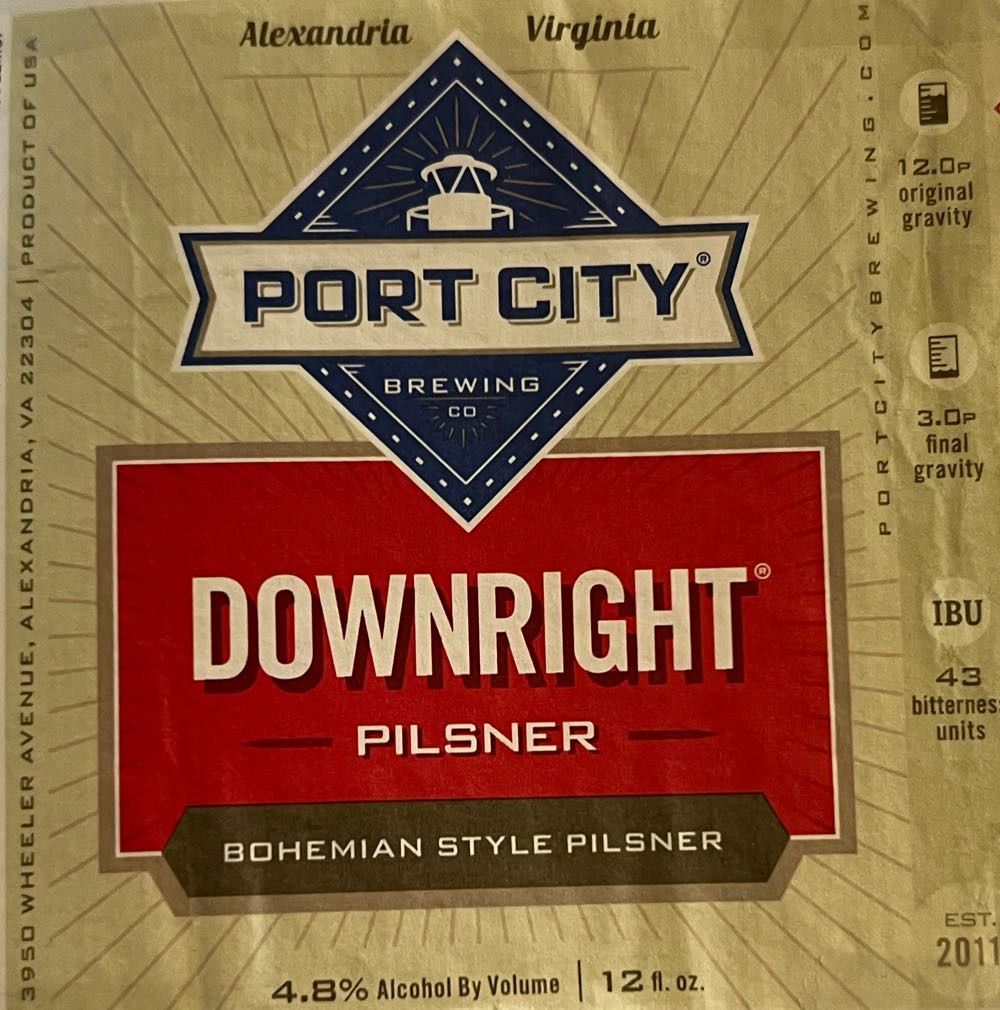 Alexandria Virginia
PORT CITY®
BREWING
CO
DOWNRIGHT®
PILSNER
BOHEMIAN STYLE PILSNER
4.8% Alcohol By Volume | 12 fl. oz.
3950 WHEELER AVENUE, ALEXANDRIA, VA 22304 | PRODUCT OF USA
PORTCITYBREWING.COM
12.0P
original
gravity
3.0P
final
gravity
IBU
43
bitternes
units
EST.
2011